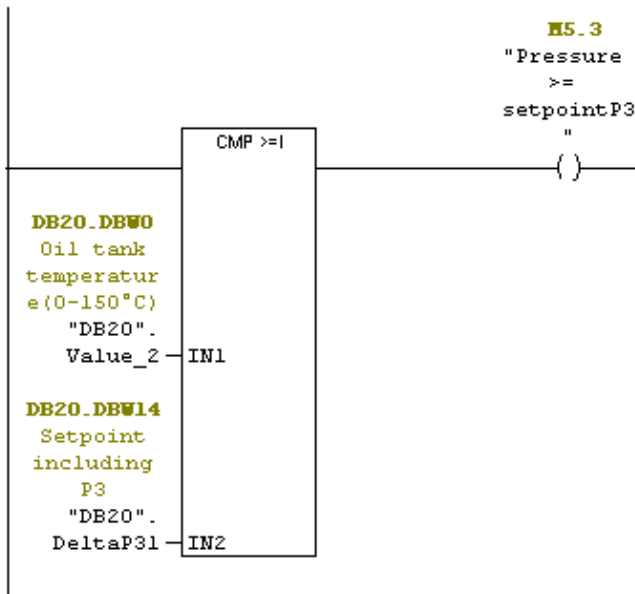 M5.3
"Pressure
>=
setpointP3
"
CMP >=I
( )
DB20.DBW0
Oil tank
temperatur
e(0-150°C)
"DB20".
Value_2
IN1
DB20.DBW14
Setpoint
including
P3
"DB20".
DeltaP31
IN2